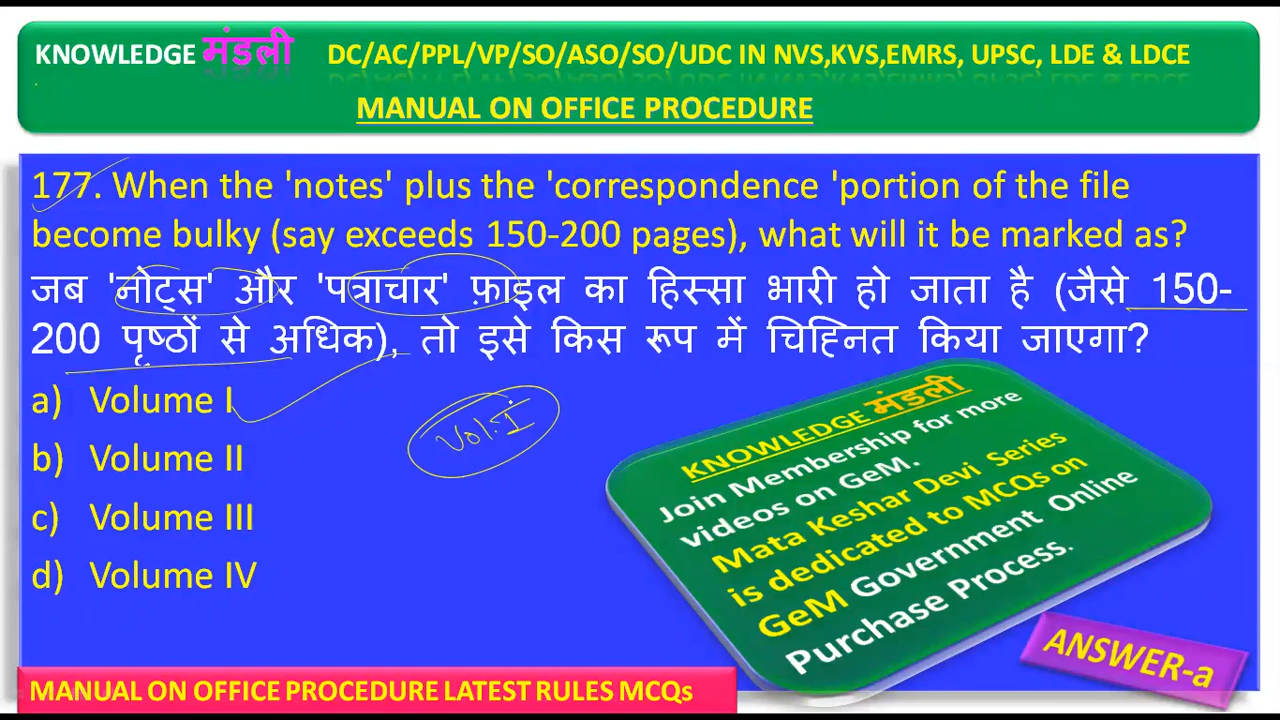 KNOWLEDGE मंडली DC/AC/PPL/VP/SO/ASO/SO/UDC IN NVS,KVS,EMRS, UPSC, LDE & LDCE
MANUAL ON OFFICE PROCEDURE
177. When the 'notes' plus the 'correspondence 'portion of the file
become bulky (say exceeds 150-200 pages), what will it be marked as?
जब 'नोट्स' और 'पत्राचार' फ़ाइल का हिस्सा भारी हो जाता है (जैसे 150-
200 पृष्ठों से अधिक), तो इसे किस रूप में चिह्नित किया जाएगा?
a) Volume I
b) Volume II
c) Volume III
d) Volume IV
Vol. I
KNOWLEDGE मंडली
Join Membership for more
videos on GeM.
Mata Keshar Devi Series
is dedicated to MCQs on
GeM Government Online
Purchase Process.
ANSWER-a
MANUAL ON OFFICE PROCEDURE LATEST RULES MCQs